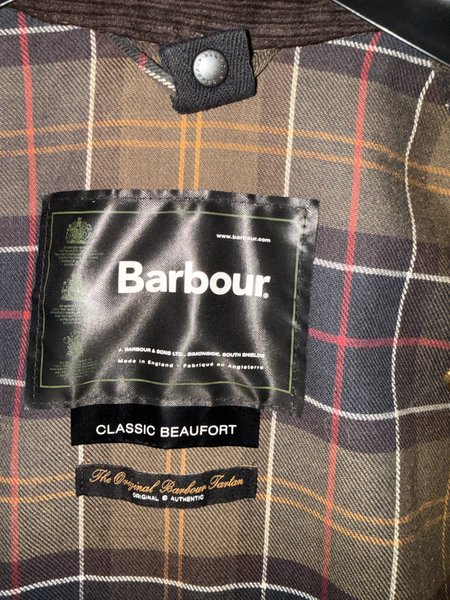 www.barbour.com
Barbour.
J. BARBOUR & SONS LTD., SIMONSIDE, SOUTH SHIELDS
Made in England - Fabriqué en Angleterre
CLASSIC BEAUFORT
The Original Barbour Tartan
ORIGINAL & AUTHENTIC